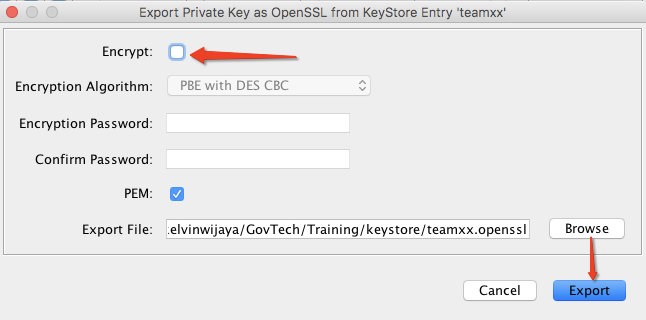 Export Private Key as OpenSSL from KeyStore Entry 'teamxx'
Encrypt:
Encryption Algorithm: PBE with DES CBC
Encryption Password:
Confirm Password:
PEM:
Export File: .elvinwijaya/GovTech/Training/keystore/teamxx.openssl Browse
Cancel Export